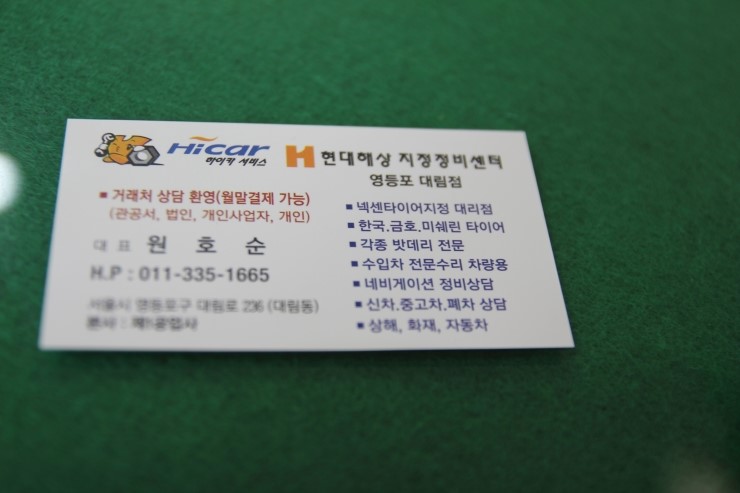 Hicar
하이카 서비스
H 현대해상 지정정비센터
영등포 대림점
■ 거래처 상담 환영(월말결제 가능)
(관공서, 법인, 개인사업자, 개인)
대 표 원 호 순
H.P : 011-335-1665
서울시 영등포구 대림로 236 (대림동)
본사 :
■ 넥센타이어지정 대리점
■ 한국.금호.미쉐린 타이어
■ 각종 밧데리 전문
■ 수입차 전문수리 차량용
■ 네비게이션 정비상담
■ 신차.중고차.폐차 상담
■ 상해, 화재, 자동차